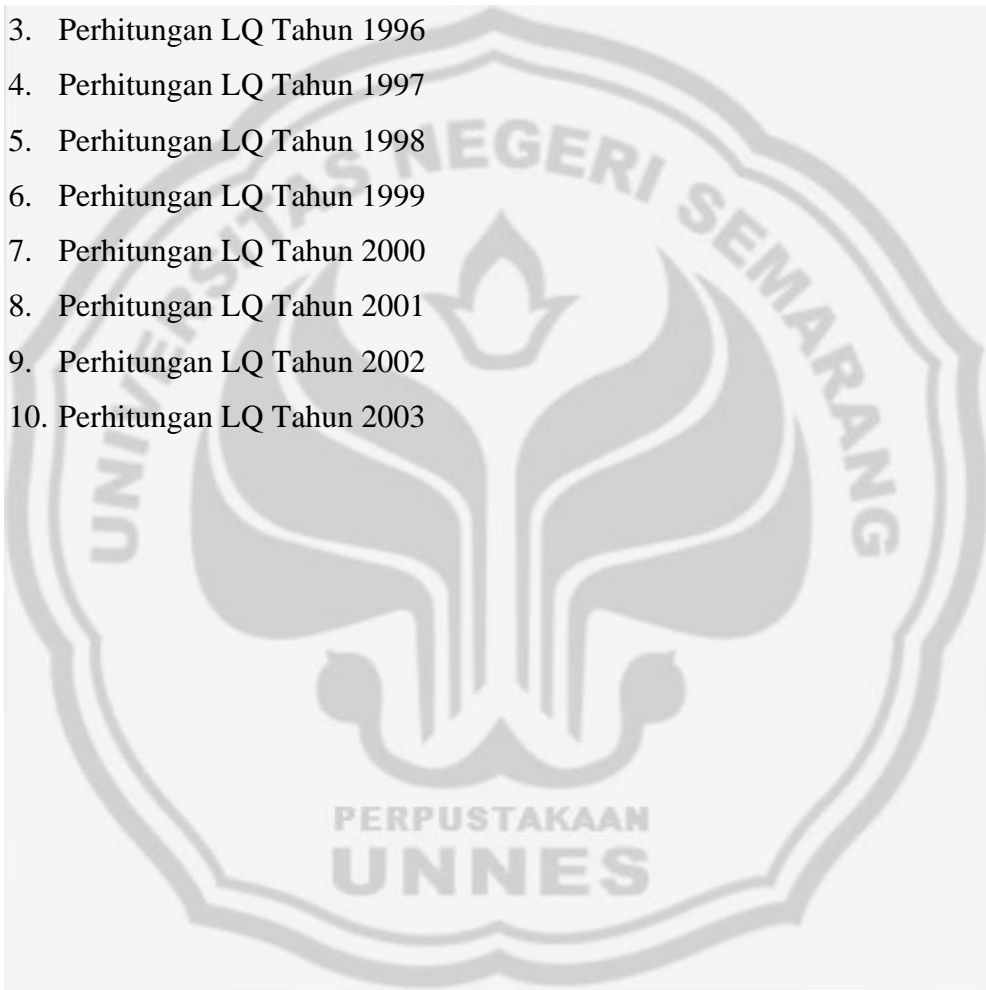 3. Perhitungan LQ Tahun 1996
4. Perhitungan LQ Tahun 1997
5. Perhitungan LQ Tahun 1998
6. Perhitungan LQ Tahun 1999
7. Perhitungan LQ Tahun 2000
8. Perhitungan LQ Tahun 2001
9. Perhitungan LQ Tahun 2002
10. Perhitungan LQ Tahun 2003
UNIVERSITAS NEGERI SEMARANG
PERPUSTAKAAN
UNNES